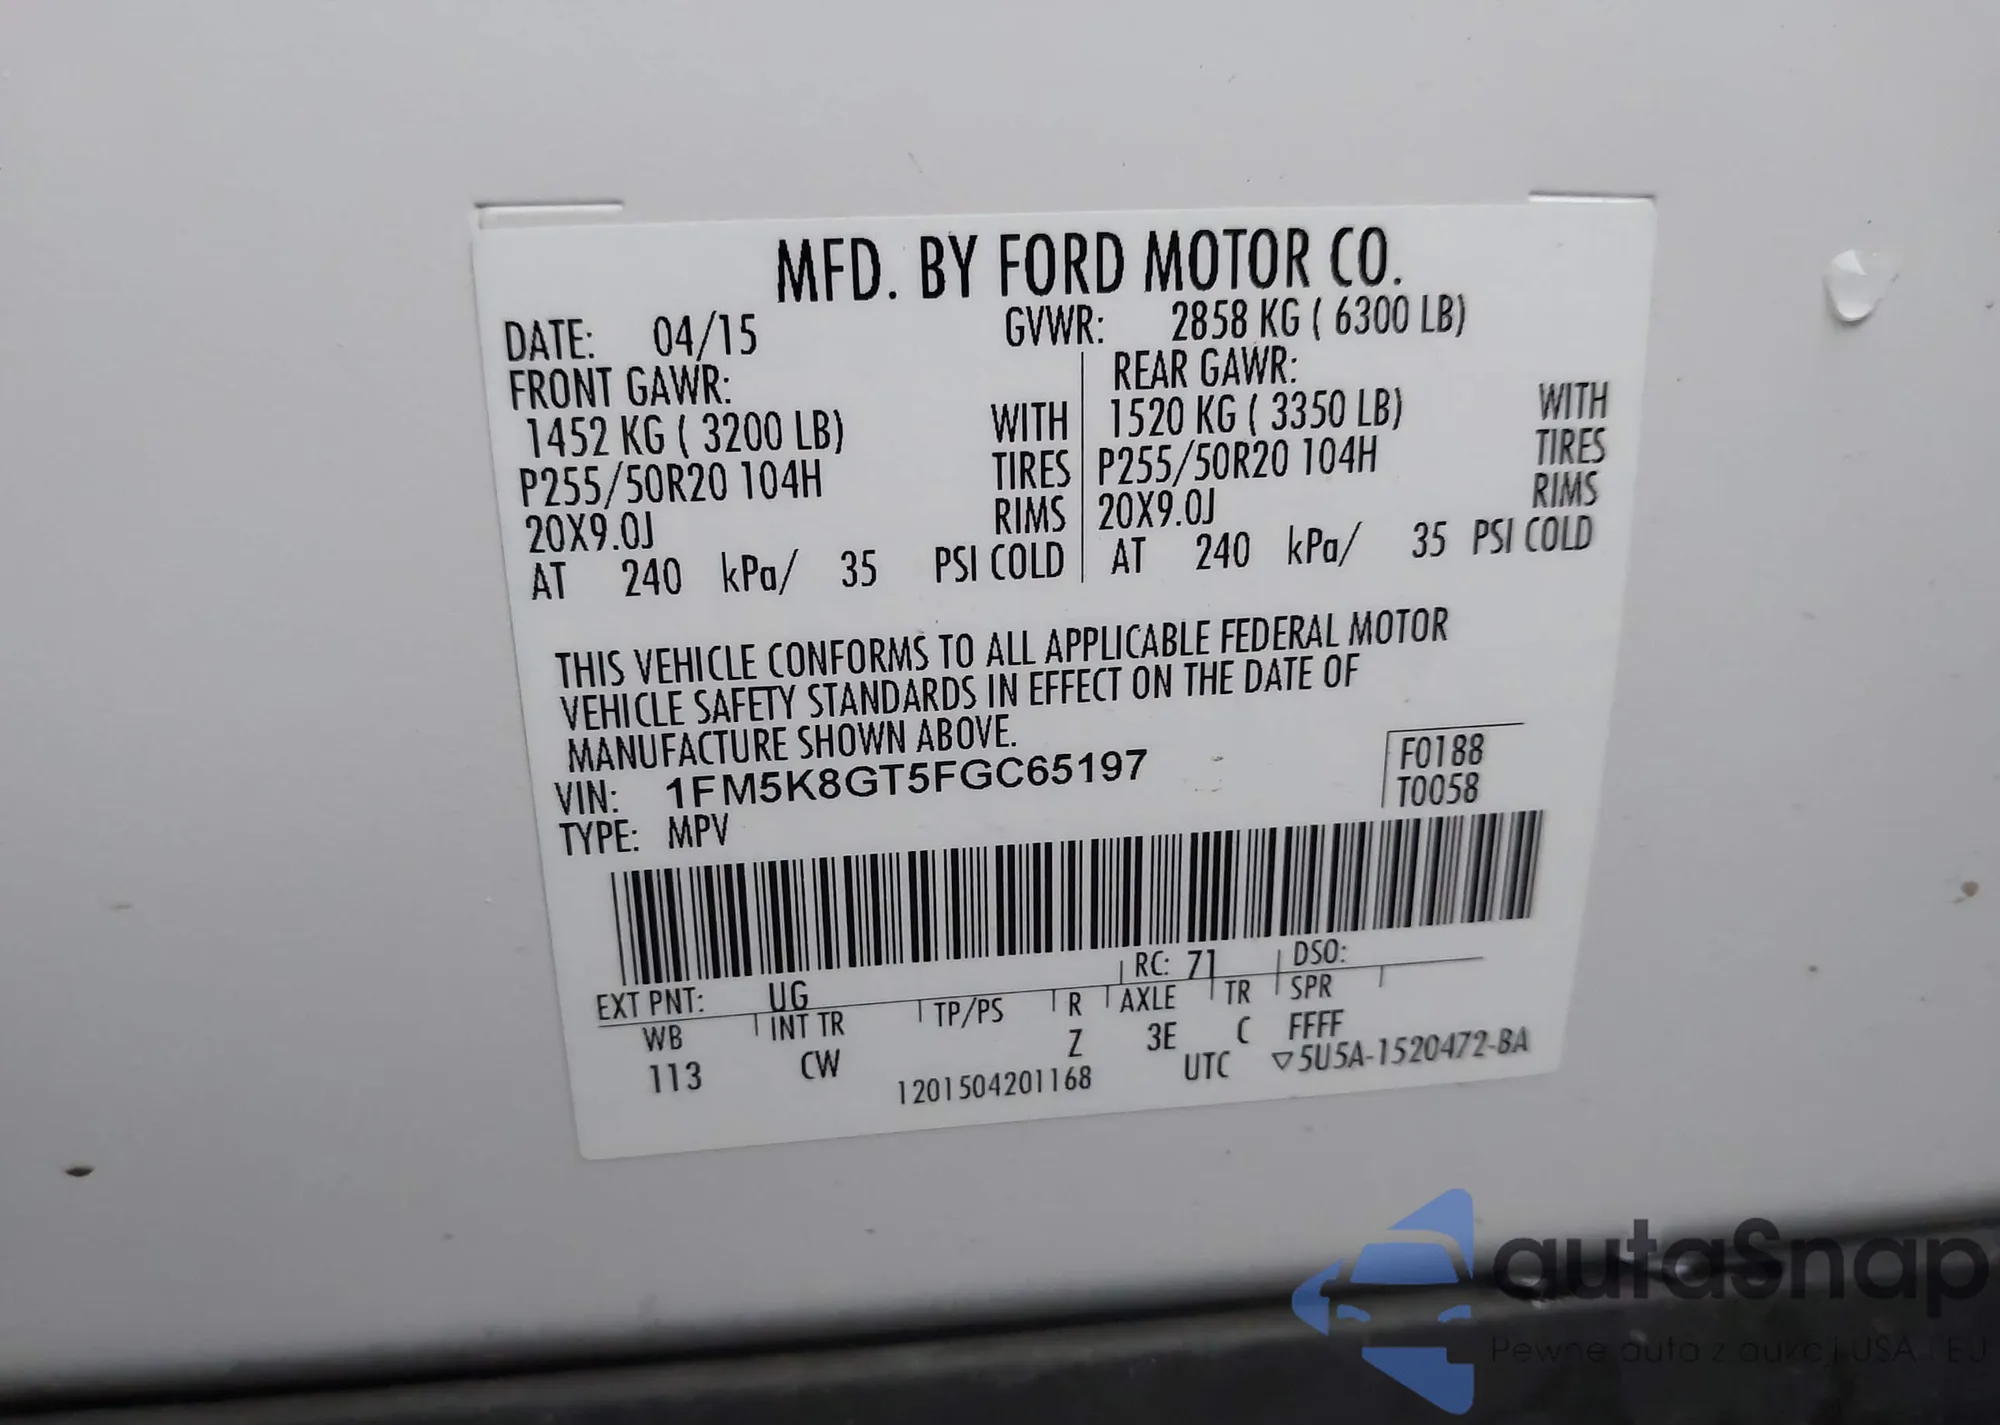 MFD. BY FORD MOTOR CO.
DATE: 04/15 GVWR: 2858 KG ( 6300 LB)
FRONT GAWR: REAR GAWR:
1452 KG ( 3200 LB) WITH 1520 KG ( 3350 LB) WITH
P255/50R20 104H TIRES P255/50R20 104H TIRES
20X9.0J RIMS 20X9.0J RIMS
AT 240 kPa/ 35 PSI COLD AT 240 kPa/ 35 PSI COLD
THIS VEHICLE CONFORMS TO ALL APPLICABLE FEDERAL MOTOR
VEHICLE SAFETY STANDARDS IN EFFECT ON THE DATE OF
MANUFACTURE SHOWN ABOVE.
VIN: 1FM5K8GT5FGC65197 F0188
TYPE: MPV T0058
EXT PNT: UG RC: 71 DSO:
WB INT TR TP/PS R AXLE TR SPR
113 CW Z 3E C FFFF
1201504201168 UTC ▽5U5A-1520472-BA
autaSnap
Pewne auta z aukcji USA i EU